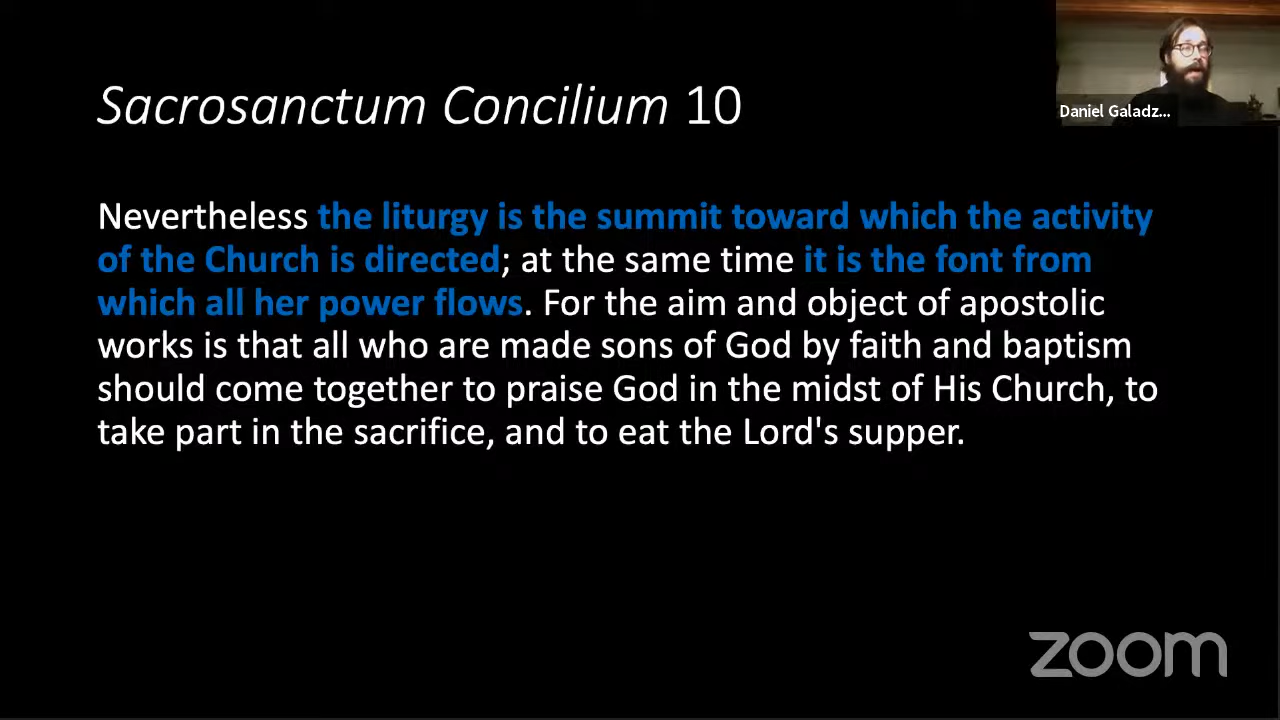 Sacrosanctum Concilium 10
Daniel Galadz...
Nevertheless the liturgy is the summit toward which the activity
of the Church is directed; at the same time it is the font from
which all her power flows. For the aim and object of apostolic
works is that all who are made sons of God by faith and baptism
should come together to praise God in the midst of His Church, to
take part in the sacrifice, and to eat the Lord's supper.
zoom